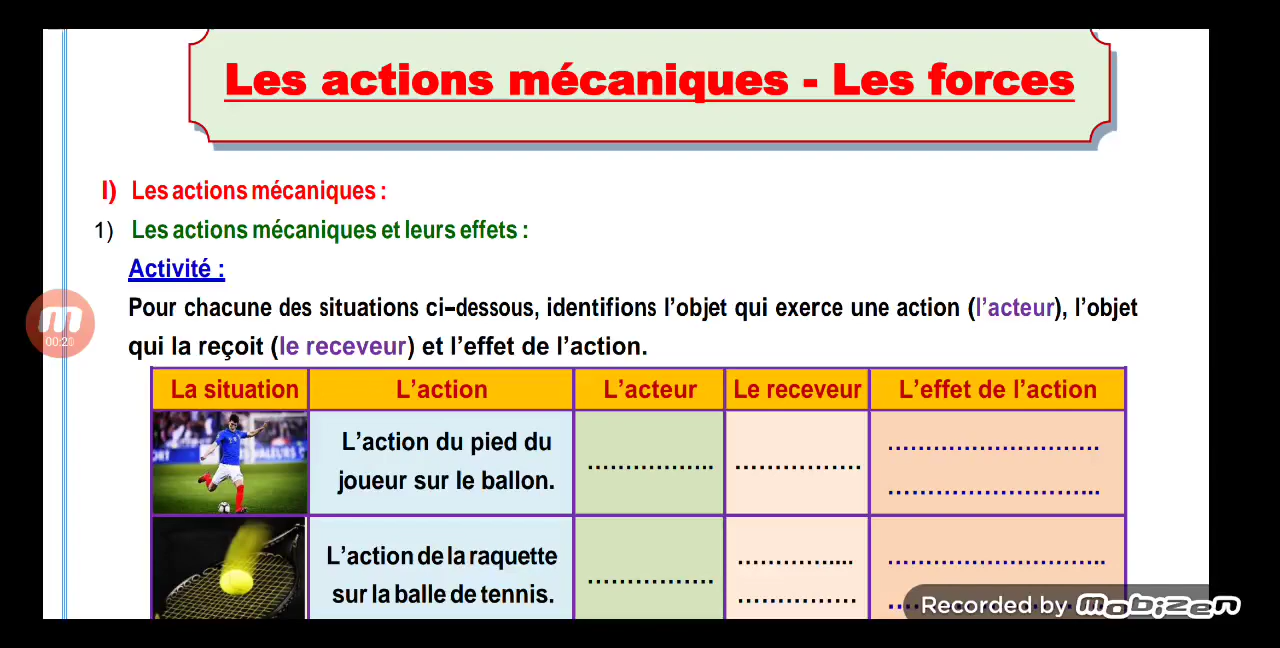 Les actions mécaniques - Les forces
I) Les actions mécaniques :
1) Les actions mécaniques et leurs effets :
Activité :
Pour chacune des situations ci-dessous, identifions l’objet qui exerce une action (l’acteur), l’objet
qui la reçoit (le receveur) et l’effet de l’action.
La situation L’action L’acteur Le receveur L’effet de l’action
L’action du pied du
joueur sur le ballon.
L’action de la raquette
sur la balle de tennis.
m
00:20
Recorded by Mobizen